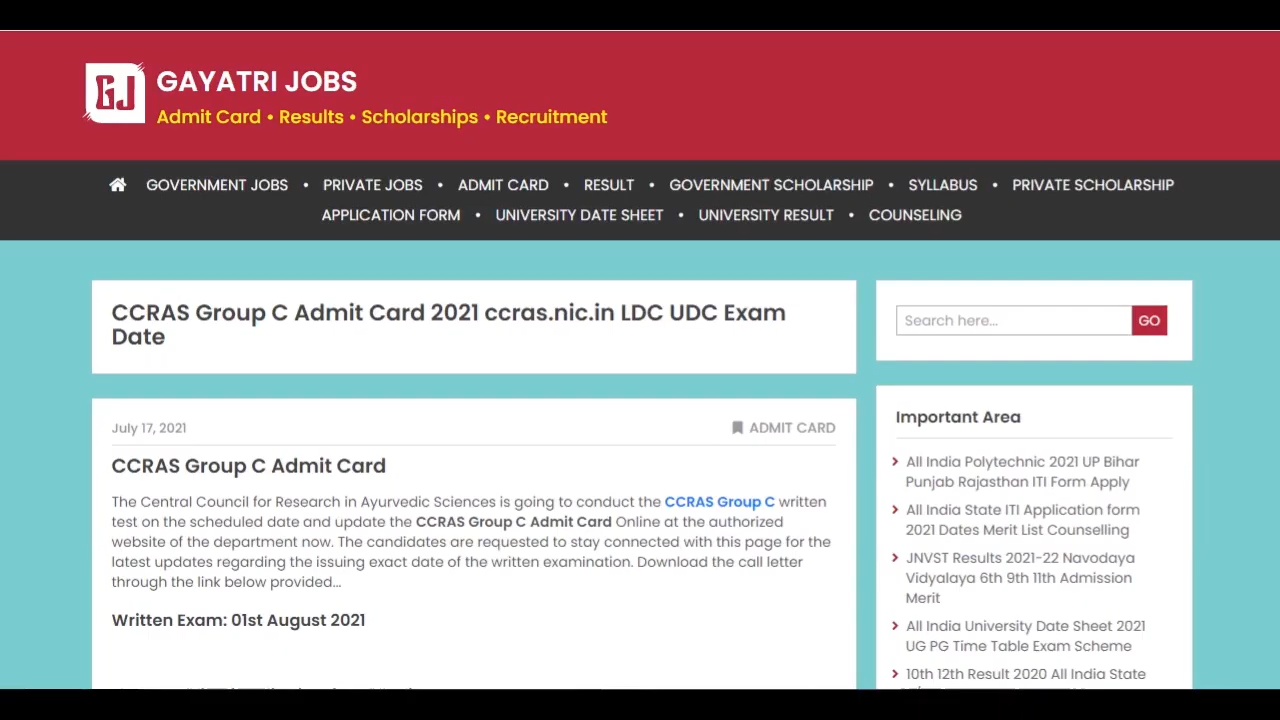 GJ
GAYATRI JOBS
Admit Card • Results • Scholarships • Recruitment
GOVERNMENT JOBS • PRIVATE JOBS • ADMIT CARD • RESULT • GOVERNMENT SCHOLARSHIP • SYLLABUS • PRIVATE SCHOLARSHIP
APPLICATION FORM • UNIVERSITY DATE SHEET • UNIVERSITY RESULT • COUNSELING
CCRAS Group C Admit Card 2021 ccras.nic.in LDC UDC Exam
Date
July 17, 2021
ADMIT CARD
CCRAS Group C Admit Card
The Central Council for Research in Ayurvedic Sciences is going to conduct the CCRAS Group C written
test on the scheduled date and update the CCRAS Group C Admit Card Online at the authorized
website of the department now. The candidates are requested to stay connected with this page for the
latest updates regarding the issuing exact date of the written examination. Download the call letter
through the link below provided...
Written Exam: 01st August 2021
Search here...
GO
Important Area
All India Polytechnic 2021 UP Bihar
Punjab Rajasthan ITI Form Apply
All India State ITI Application form
2021 Dates Merit List Counselling
JNVST Results 2021-22 Navodaya
Vidyalaya 6th 9th 11th Admission
Merit
All India University Date Sheet 2021
UG PG Time Table Exam Scheme
10th 12th Result 2020 All India State